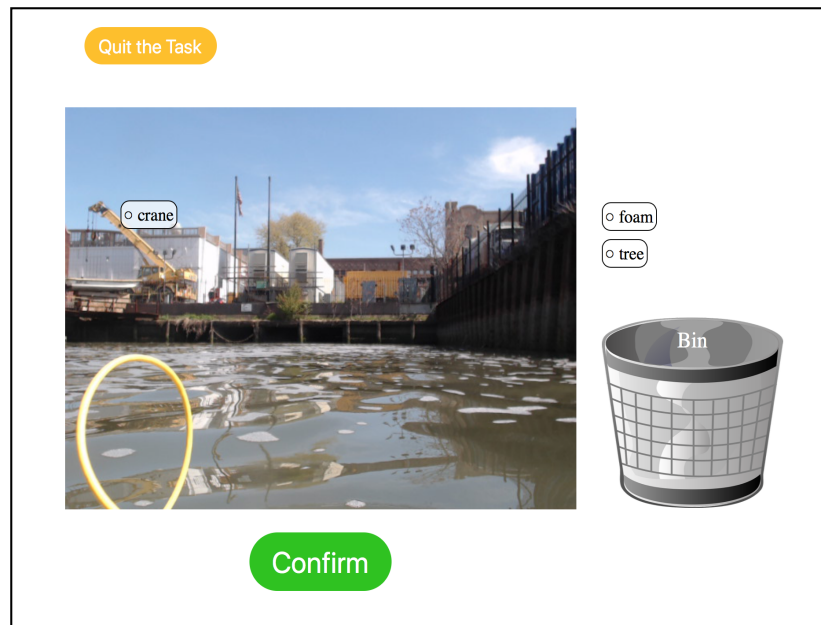 Quit the Task
crane
foam
tree
Bin
Confirm